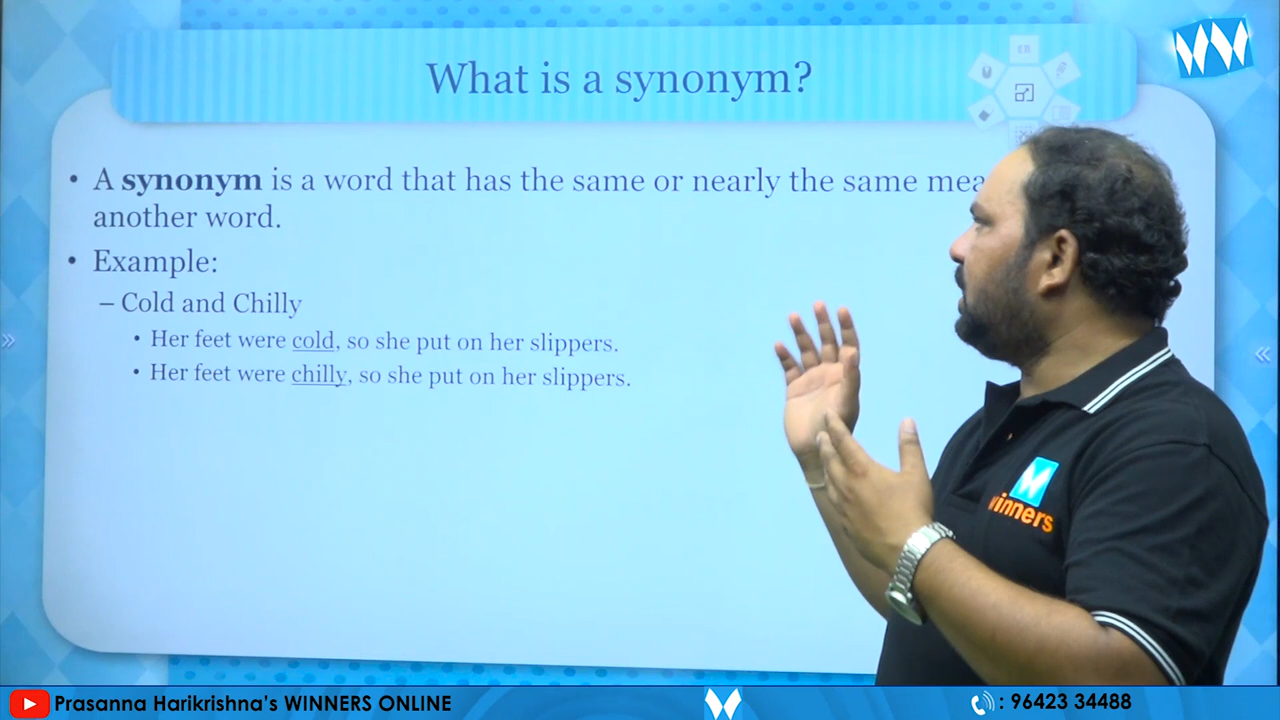 What is a synonym?
• A synonym is a word that has the same or nearly the same
another word.
• Example:
– Cold and Chilly
• Her feet were cold, so she put on her slippers.
• Her feet were chilly, so she put on her slippers.
winners
Prasanna Harikrishna's WINNERS ONLINE
: 96423 34488